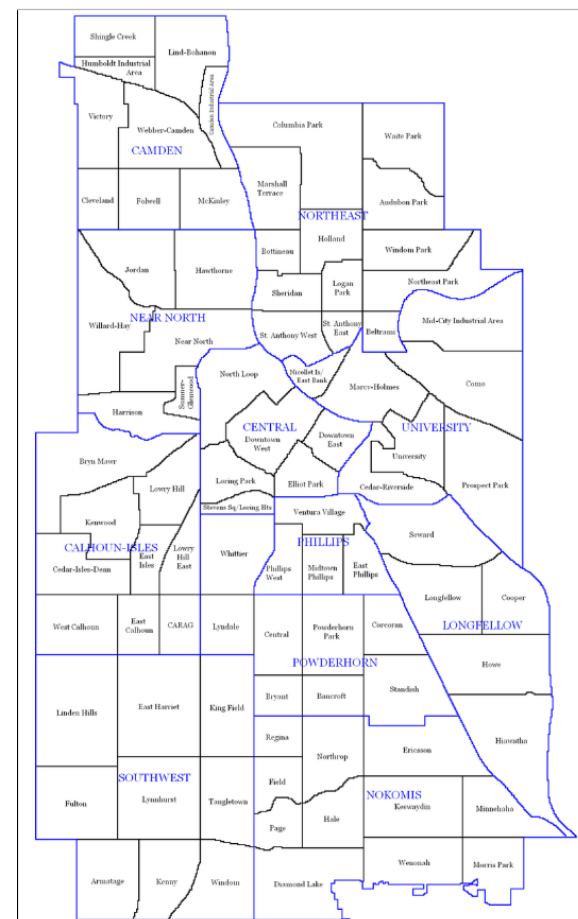 Shingle Creek
Lind-Bohanon
Humboldt Industrial
Area
Camden Industrial Area
Victory
Webber-Camden
CAMDEN
Columbia Park
Waite Park
Cleveland
Folwell
McKinley
Marshall
Terrace
Audubon Park
NORTHEAST
Holland
Bottineau
Windom Park
Jordan
Hawthorne
Sheridan
Logan
Park
Northeast Park
Willard-Hay
NEAR NORTH
Near North
St. Anthony West
St. Anthony
East
Beltrami
Mid-City Industrial Area
North Loop
Nicollet Is/
East Bank
Marcy-Holmes
Como
Sumner-
Glenwood
Harrison
CENTRAL
Downtown
West
Downtown
East
UNIVERSITY
University
Bryn Mawr
Lowry Hill
Loring Park
Elliot Park
Cedar-Riverside
Prospect Park
Stevens Sq/Loring Hts
Ventura Village
Kenwood
CALHOUN-ISLES
Cedar-Isles-Dean
East
Isles
Lowry
Hill
East
Whittier
PHILLIPS
Phillips
West
Midtown
Phillips
East
Phillips
Seward
Longfellow
Cooper
West Calhoun
East
Calhoun
CARAG
Lyndale
Central
Powderhorn
Park
Corcoran
LONGFELLOW
POWDERHORN
Howe
Linden Hills
East Harriet
King Field
Bryant
Bancroft
Standish
Regina
Northrop
Ericsson
Hiawatha
SOUTHWEST
Fulton
Lynnhurst
Tangletown
Field
NOKOMIS
Keewaydin
Minnehaha
Page
Hale
Armatage
Kenny
Windom
Diamond Lake
Wenonah
Morris Park